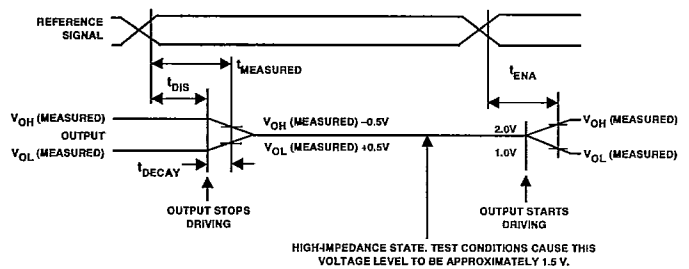 REFERENCE
SIGNAL
tMEASURED
tDIS
tENA
VOH (MEASURED)
VOH (MEASURED) –0.5V
VOH (MEASURED)
OUTPUT
2.0V
VOL (MEASURED)
VOL (MEASURED) +0.5V
1.0V
VOL (MEASURED)
tDECAY
OUTPUT STOPS
DRIVING
OUTPUT STARTS
DRIVING
HIGH-IMPEDANCE STATE. TEST CONDITIONS CAUSE THIS
VOLTAGE LEVEL TO BE APPROXIMATELY 1.5 V.